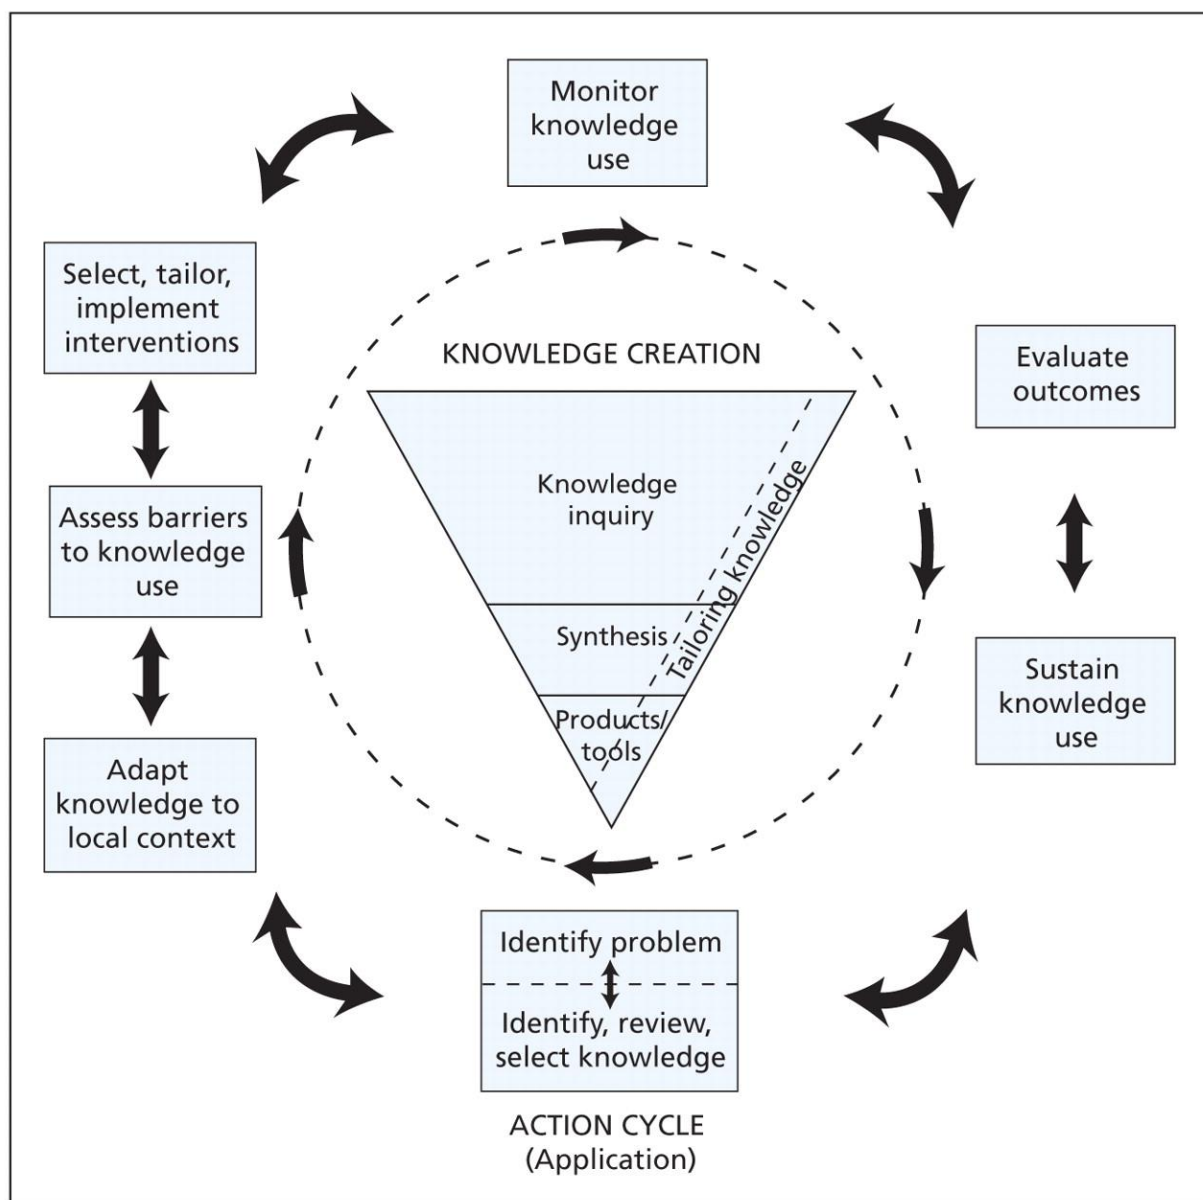 Monitor
knowledge
use
Select, tailor,
implement
interventions
KNOWLEDGE CREATION
Evaluate
outcomes
Knowledge
inquiry
Tailoring knowledge
Assess barriers
to knowledge
use
Synthesis
Sustain
knowledge
use
Products/
tools
Adapt
knowledge to
local context
Identify problem
Identify, review,
select knowledge
ACTION CYCLE
(Application)